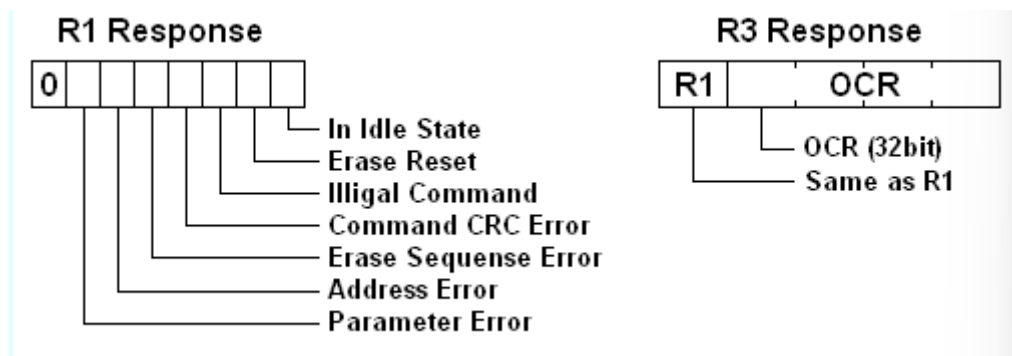 R1 Response
0
In Idle State
Erase Reset
Illigal Command
Command CRC Error
Erase Sequense Error
Address Error
Parameter Error
R3 Response
R1 OCR
OCR (32bit)
Same as R1